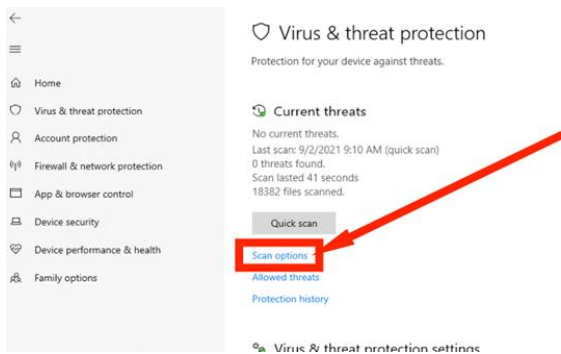 Home
Virus & threat protection
Account protection
Firewall & network protection
App & browser control
Device security
Device performance & health
Family options
Virus & threat protection
Protection for your device against threats.
Current threats
No current threats.
Last scan: 9/2/2021 9:10 AM (quick scan)
0 threats found.
Scan lasted 41 seconds
18382 files scanned.
Quick scan
Scan options
Allowed threats
Protection history
Virus & threat protection settings